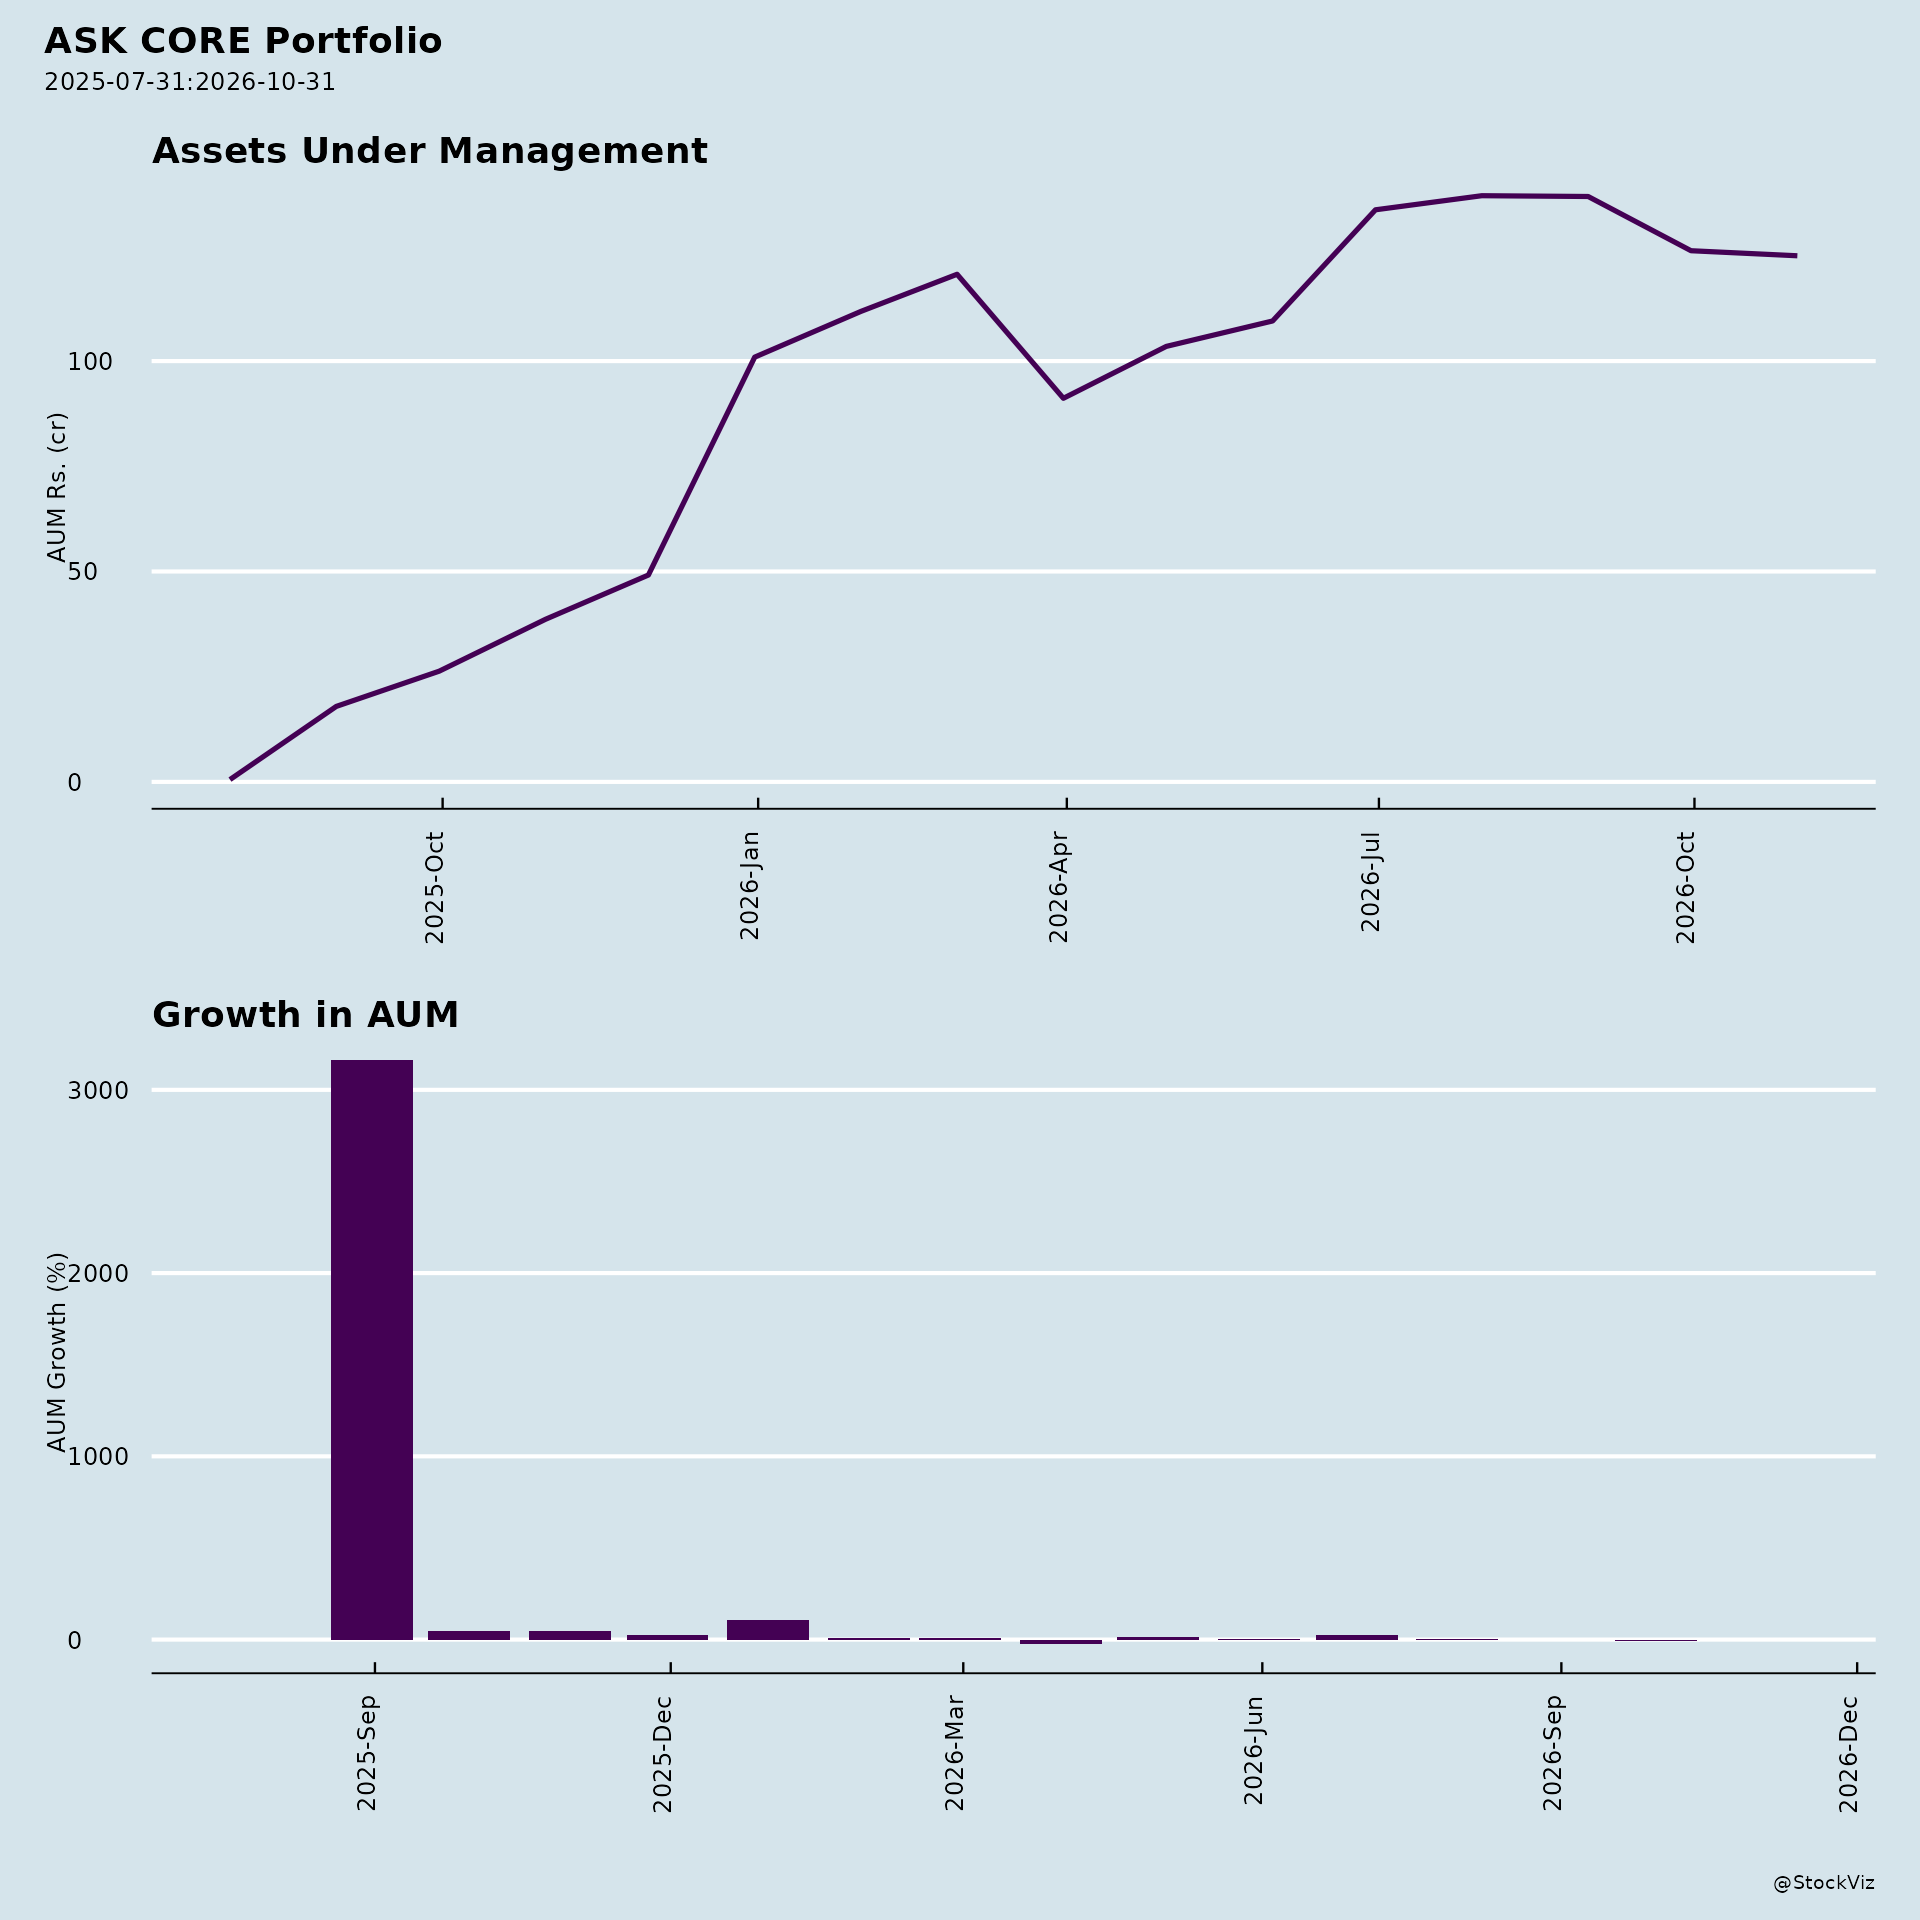 ASK CORE Portfolio
2025-07-31:2026-10-31
Assets Under Management
AUM Rs. (cr)
100
50
0
2025-Oct
2026-Jan
2026-Apr
2026-Jul
2026-Oct
Growth in AUM
AUM Growth (%)
3000
2000
1000
0
2025-Sep
2025-Dec
2026-Mar
2026-Jun
2026-Sep
2026-Dec
@StockViz